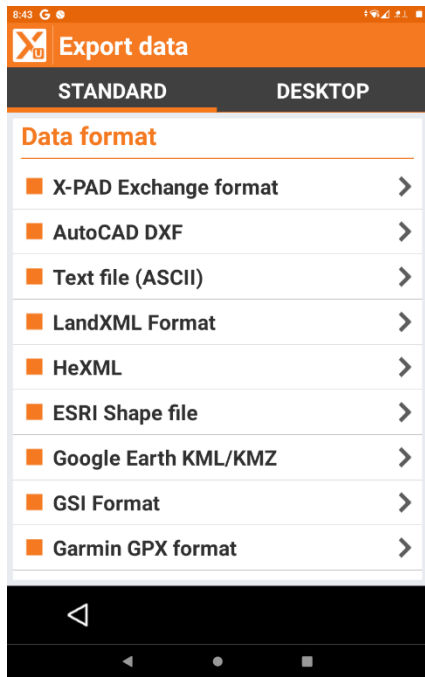 8:43 G
Xu Export data
STANDARD DESKTOP
Data format
X-PAD Exchange format
AutoCAD DXF
Text file (ASCII)
LandXML Format
HeXML
ESRI Shape file
Google Earth KML/KMZ
GSI Format
Garmin GPX format